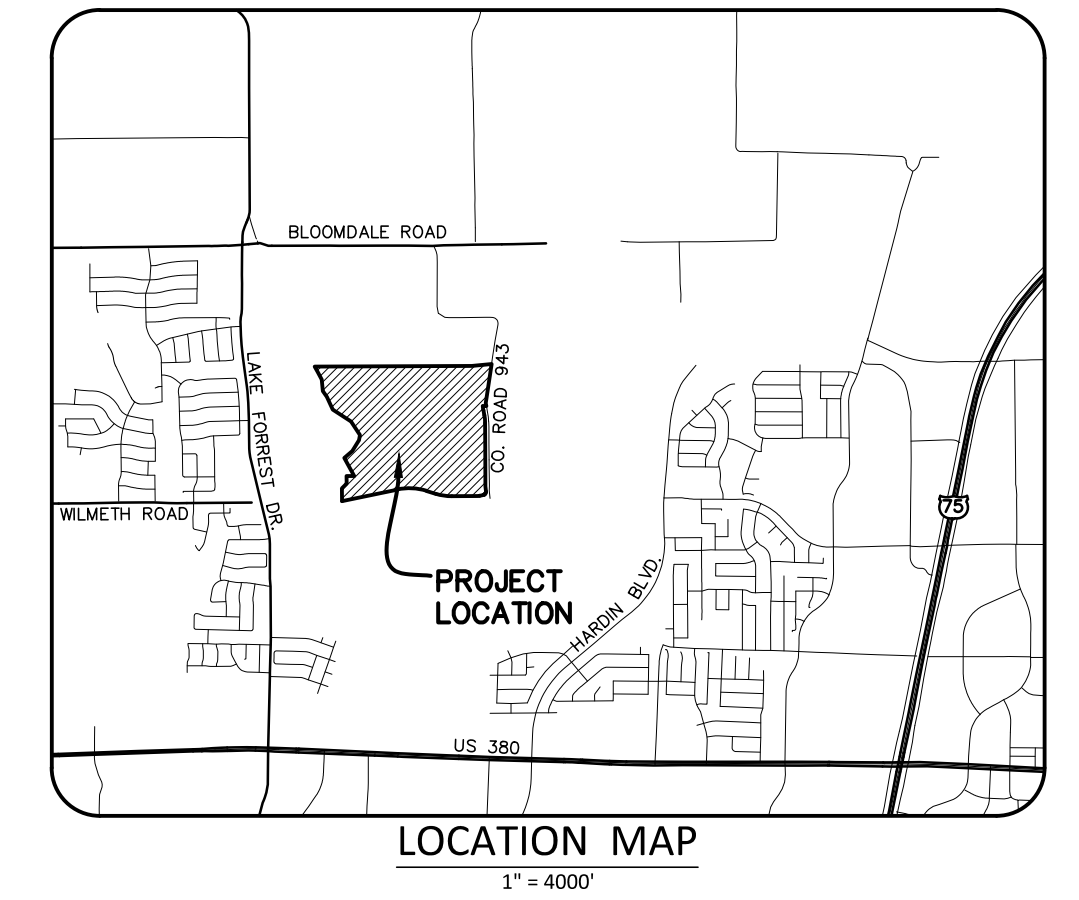 BLOOMDALE ROAD
CO. ROAD 943
LAKE FORREST DR.
75
WILMETH ROAD
PROJECT
LOCATION
HARDIN BLVD.
US 380
LOCATION MAP
1" = 4000'